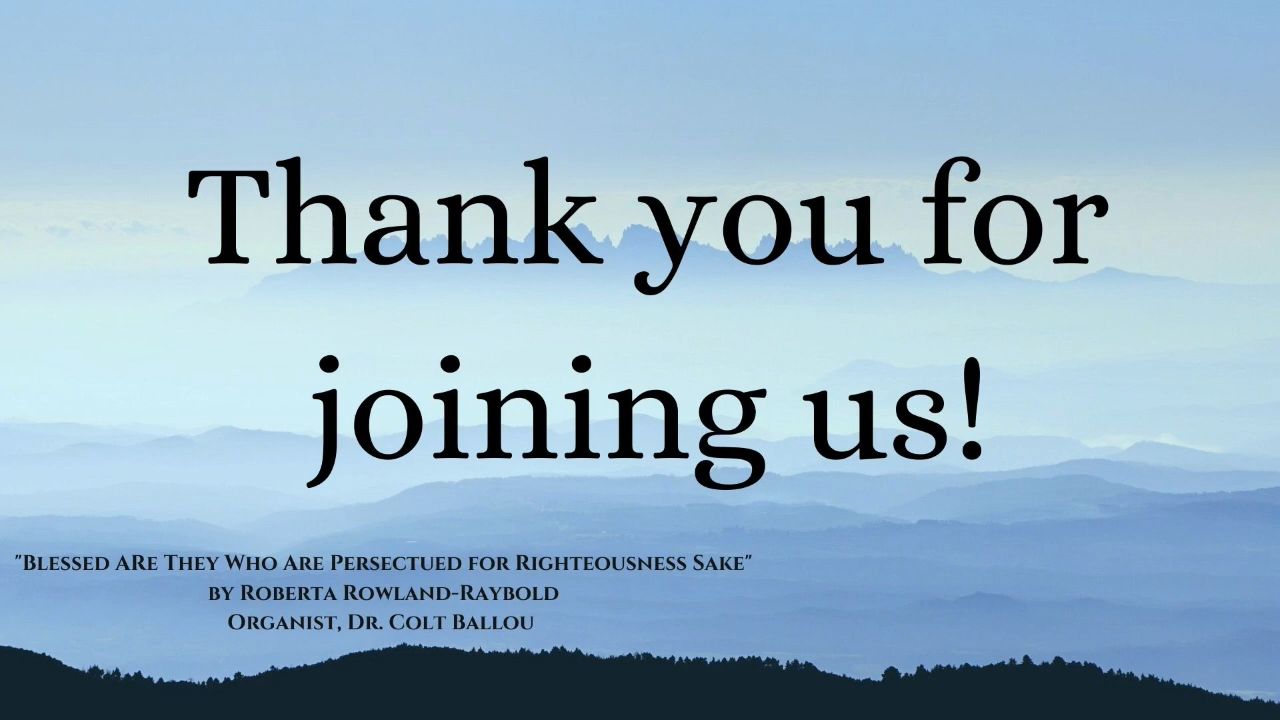 Thank you for
joining us!
"Blessed ARe They Who Are Persectued for Righteousness Sake"
by Roberta Rowland-Raybold
Organist, Dr. Colt Ballou